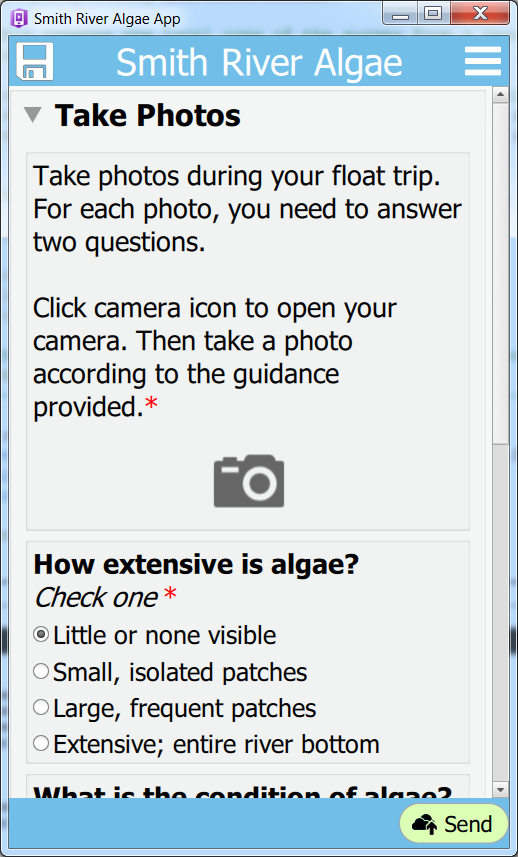 Smith River Algae App
Smith River Algae
Take Photos
Take photos during your float trip.
For each photo, you need to answer
two questions.
Click camera icon to open your
camera. Then take a photo
according to the guidance
provided.*
How extensive is algae?
Check one *
Little or none visible
Small, isolated patches
Large, frequent patches
Extensive; entire river bottom
What is the condition of algae?
Send